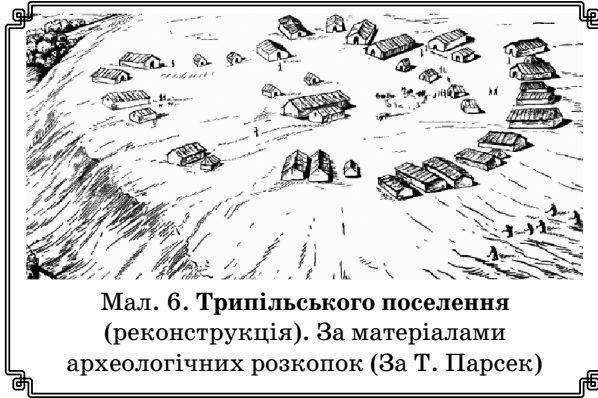 Мал. 6. Трипільського поселення
(реконструкція). За матеріалами
археологічних розкопок (За Т. Парсек)